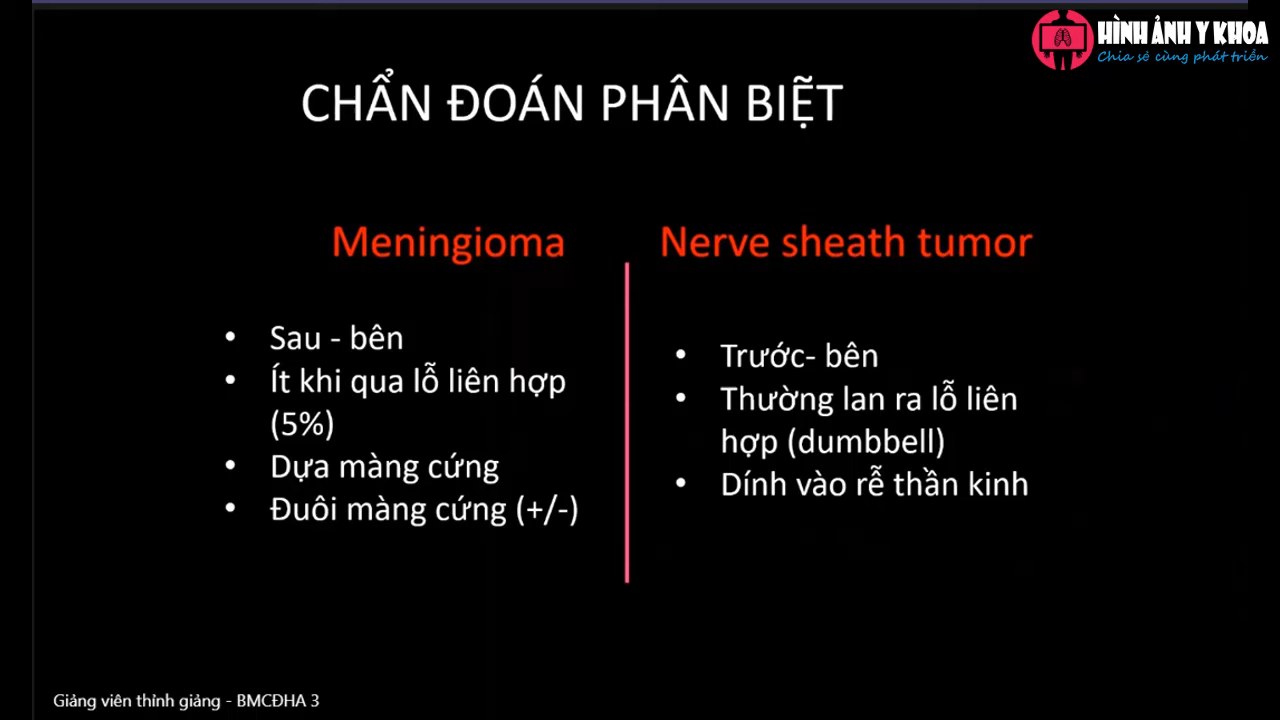 HÌNH ẢNH Y KHOA
Chia sẻ cùng phát triển
CHẨN ĐOÁN PHÂN BIỆT
Meningioma
• Sau - bên
• Ít khi qua lỗ liên hợp
(5%)
• Dựa màng cứng
• Đuôi màng cứng (+/-)
Nerve sheath tumor
• Trước- bên
• Thường lan ra lỗ liên
hợp (dumbbell)
• Dính vào rễ thần kinh
Giảng viên thỉnh giảng - BMCĐHA 3